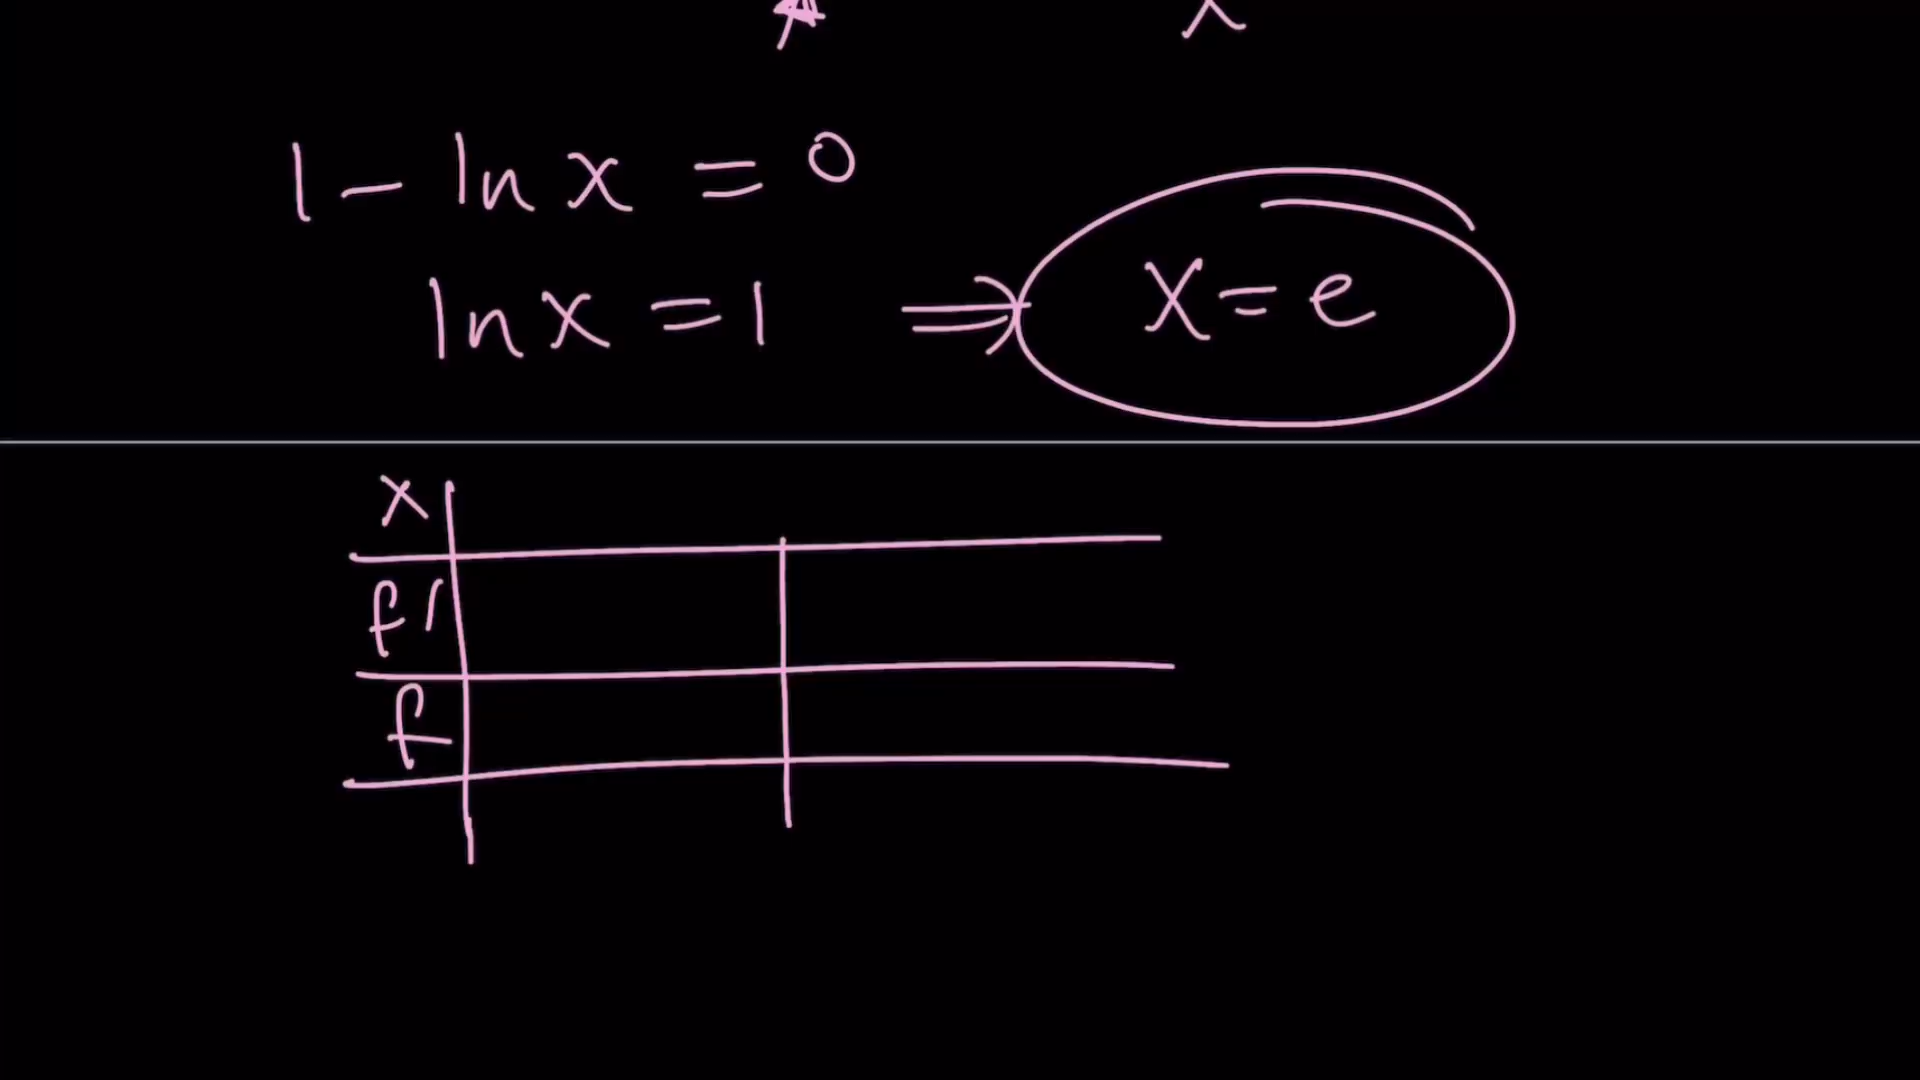 1 - ln x = 0
ln x = 1 ⇒ x = e
x
f'
f